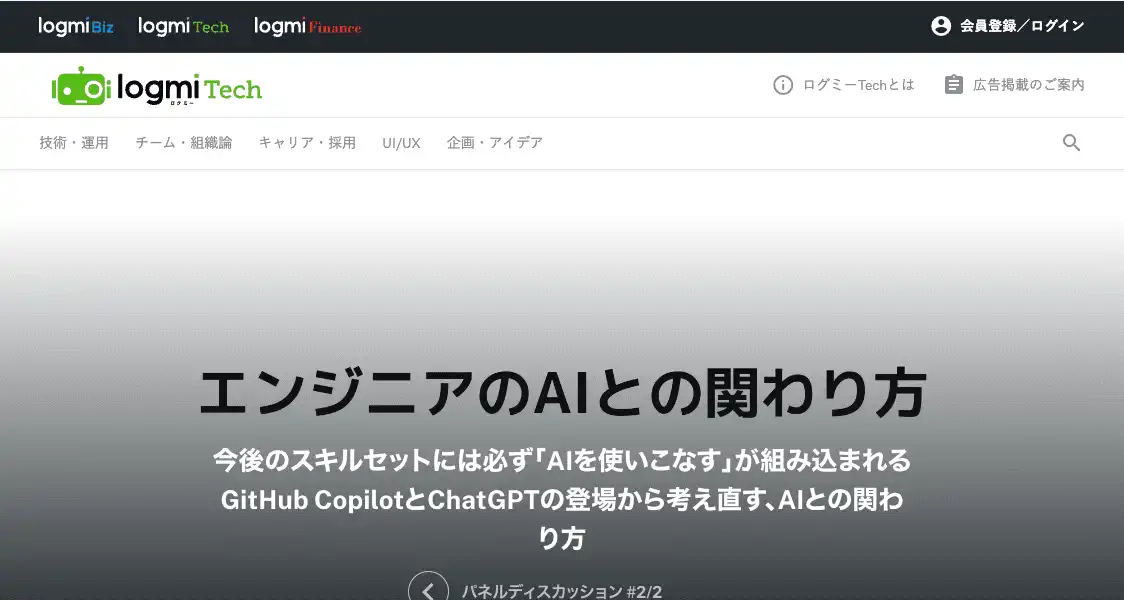 logmi Biz logmi Tech logmi Finance 会員登録／ログイン
logmi Tech ログミーTechとは 広告掲載のご案内
ログミー
技術・運用 チーム・組織論 キャリア・採用 UI/UX 企画・アイデア
エンジニアのAIとの関わり方
今後のスキルセットには必ず「AIを使いこなす」が組み込まれる
GitHub CopilotとChatGPTの登場から考え直す、AIとの関わ
り方
パネルディスカッション #2/2